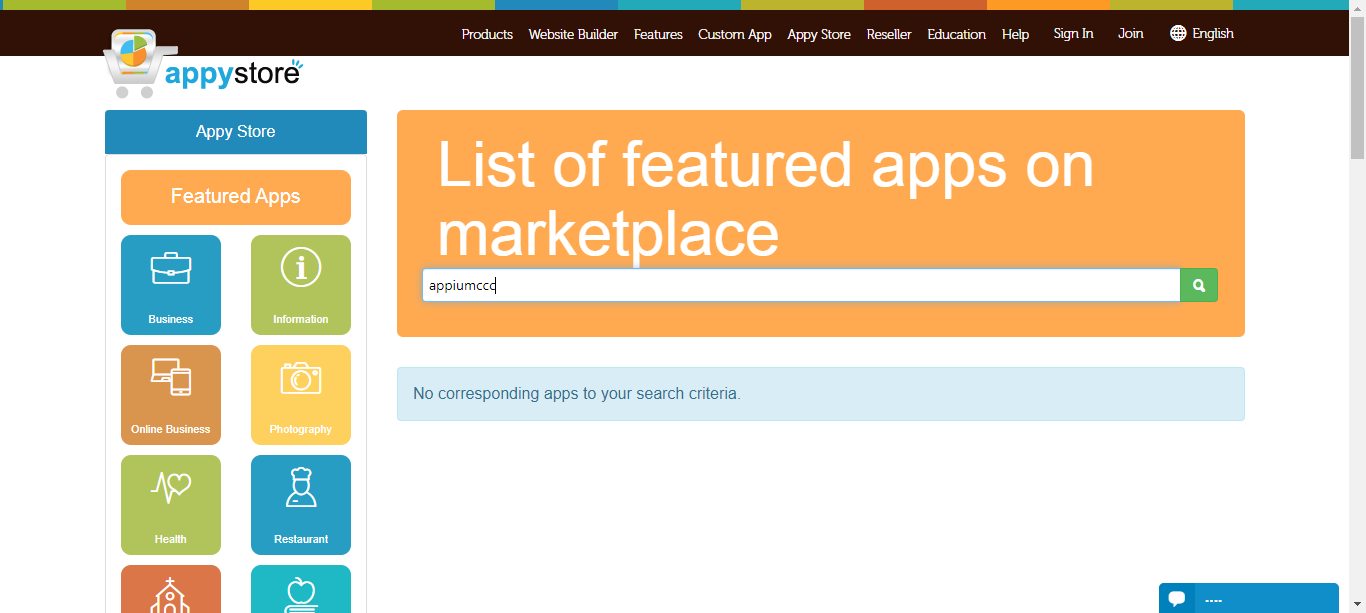 Products Website Builder Features Custom App Appy Store Reseller Education Help Sign In Join English
appystore
Appy Store
Featured Apps
Business
Information
Online Business
Photography
Health
Restaurant
List of featured apps on
marketplace
appiumccc
No corresponding apps to your search criteria.
----